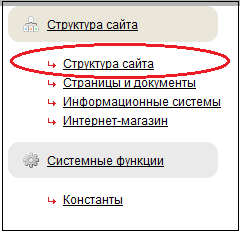 Структура сайта
Структура сайта
Страницы и документы
Информационные системы
Интернет-магазин
Системные функции
Константы